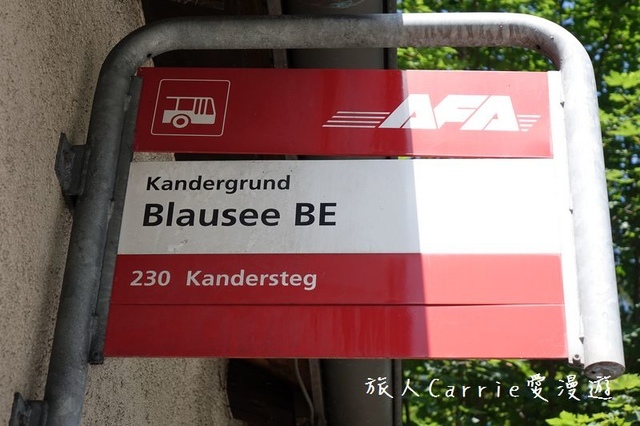 AFA
Kandergrund
Blausee BE
230 Kandersteg
旅人Carrie愛漫遊